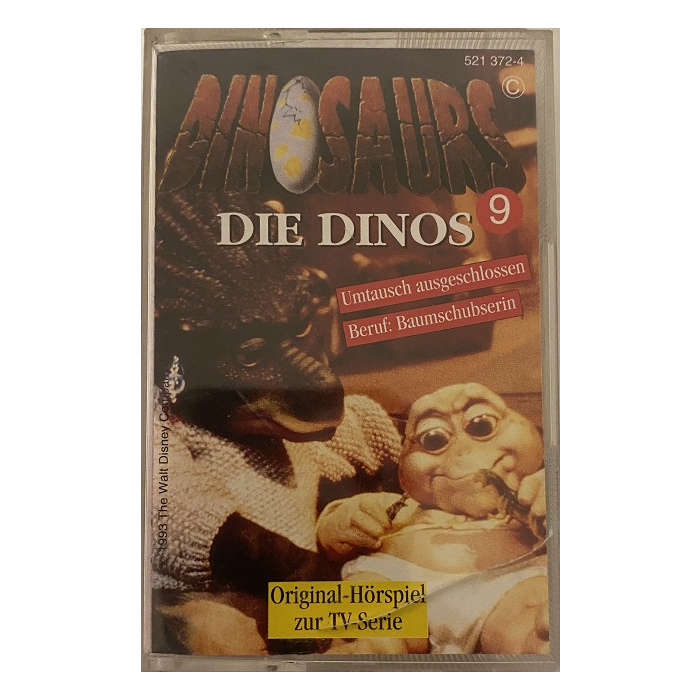 521 372-4
©
DINOSAURS
DIE DINOS 9
Umtausch ausgeschlossen
Beruf: Baumschubserin
© 1993 The Walt Disney Company
Original-Hörspiel
zur TV-Serie